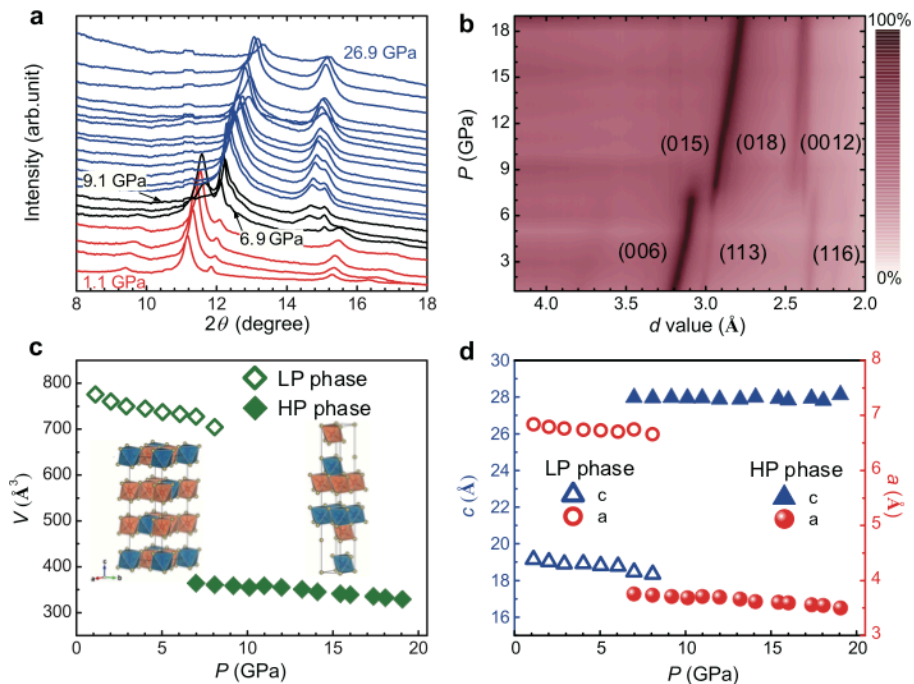 a
26.9 GPa
9.1 GPa
6.9 GPa
1.1 GPa
Intensity (arb.unit)
8 10 12 14 16 18
2θ (degree)
b
100%
0%
18
15
12
9
6
3
P (GPa)
(015) (018) (0012)
(006) (113) (116)
4.0 3.5 3.0 2.5 2.0
d value (Å)
c
LP phase
HP phase
800
700
600
500
400
300
V (Å³)
0 5 10 15 20
P (GPa)
d
30
28
26
24
22
20
18
16
c (Å)
LP phase
c
a
HP phase
c
a
8
7
6
5
4
3
a (Å)
0 5 10 15 20
P (GPa)